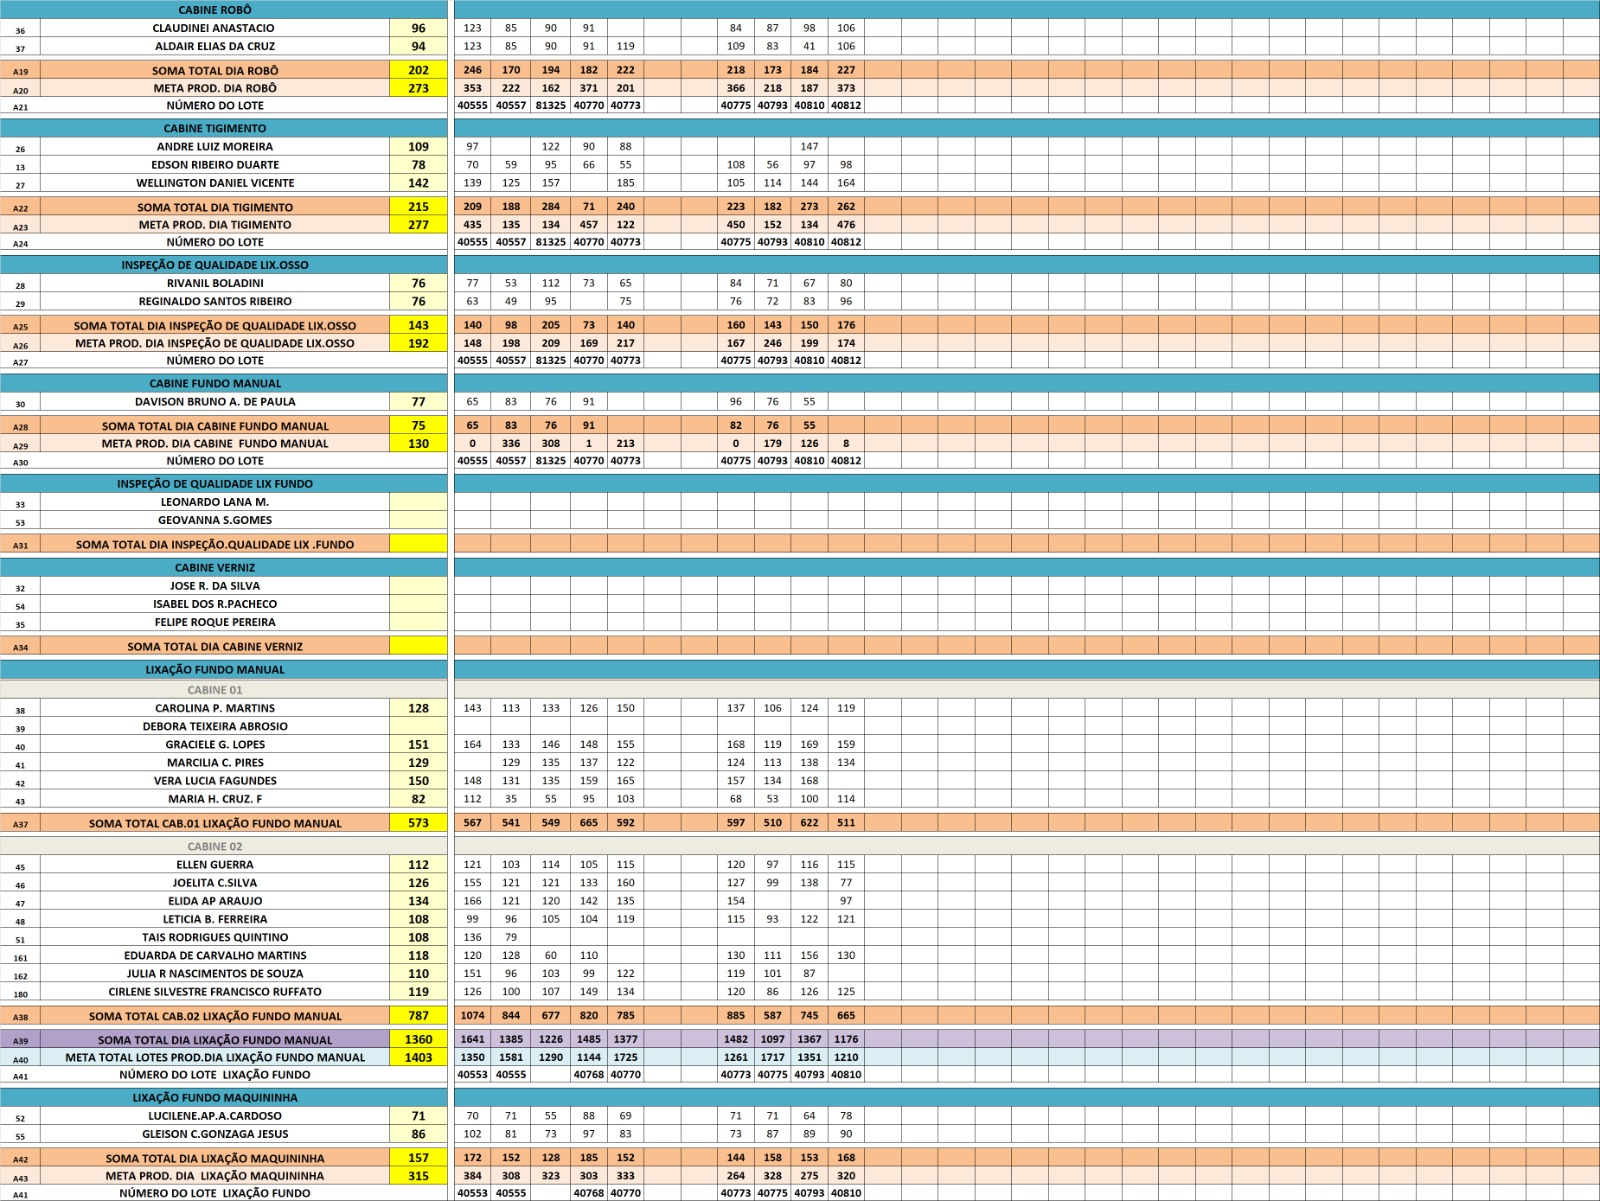 CABINE ROBÔ
36 CLAUDINEI ANASTACIO 96 123 85 90 91 84 87 98 106
37 ALDAIR ELIAS DA CRUZ 94 123 85 90 91 119 109 83 41 106
A19 SOMA TOTAL DIA ROBÔ 202 246 170 194 182 222 218 173 184 227
A20 META PROD. DIA ROBÔ 273 353 222 162 371 201 366 218 187 373
A21 NÚMERO DO LOTE 40555 40557 81325 40770 40773 40775 40793 40810 40812
CABINE TIGIMENTO
26 ANDRE LUIZ MOREIRA 109 97 122 90 88 147
13 EDSON RIBEIRO DUARTE 78 70 59 95 66 55 108 56 97 98
27 WELLINGTON DANIEL VICENTE 142 139 125 157 185 105 114 144 164
A22 SOMA TOTAL DIA TIGIMENTO 215 209 188 284 71 240 223 182 273 262
A23 META PROD. DIA TIGIMENTO 277 435 135 134 457 122 450 152 134 476
A24 NÚMERO DO LOTE 40555 40557 81325 40770 40773 40775 40793 40810 40812
INSPEÇÃO DE QUALIDADE LIX.OSSO
28 RIVANIL BOLADINI 76 77 53 112 73 65 84 71 67 80
29 REGINALDO SANTOS RIBEIRO 76 63 49 95 75 76 72 83 96
A25 SOMA TOTAL DIA INSPEÇÃO DE QUALIDADE LIX.OSSO 143 140 98 205 73 140 160 143 150 176
A26 META PROD. DIA INSPEÇÃO DE QUALIDADE LIX.OSSO 192 148 198 209 169 217 167 246 199 174
A27 NÚMERO DO LOTE 40555 40557 81325 40770 40773 40775 40793 40810 40812
CABINE FUNDO MANUAL
30 DAVISON BRUNO A. DE PAULA 77 65 83 76 91 96 76 55
A28 SOMA TOTAL DIA CABINE FUNDO MANUAL 75 65 83 76 91 82 76 55
A29 META PROD. DIA CABINE FUNDO MANUAL 130 0 336 308 1 213 0 179 126 8
A30 NÚMERO DO LOTE 40555 40557 81325 40770 40773 40775 40793 40810 40812
INSPEÇÃO DE QUALIDADE LIX FUNDO
33 LEONARDO LANA M.
53 GEOVANNA S.GOMES
A31 SOMA TOTAL DIA INSPEÇÃO.QUALIDADE LIX .FUNDO
CABINE VERNIZ
32 JOSE R. DA SILVA
54 ISABEL DOS R.PACHECO
35 FELIPE ROQUE PEREIRA
A34 SOMA TOTAL DIA CABINE VERNIZ
LIXAÇÃO FUNDO MANUAL
CABINE 01
38 CAROLINA P. MARTINS 128 143 113 133 126 150 137 106 124 119
39 DEBORA TEIXEIRA ABROSIO
40 GRACIELE G. LOPES 151 164 133 146 148 155 168 119 169 159
41 MARCILIA C. PIRES 129 129 135 137 122 124 113 138 134
42 VERA LUCIA FAGUNDES 150 148 131 135 159 165 157 134 168
43 MARIA H. CRUZ. F 82 112 35 55 95 103 68 53 100 114
A37 SOMA TOTAL CAB.01 LIXAÇÃO FUNDO MANUAL 573 567 541 549 665 592 597 510 622 511
CABINE 02
45 ELLEN GUERRA 112 121 103 114 105 115 120 97 116 115
46 JOELITA C.SILVA 126 155 121 121 133 160 127 99 138 77
47 ELIDA AP ARAUJO 134 166 121 120 142 135 154 97
48 LETICIA B. FERREIRA 108 99 96 105 104 119 115 93 122 121
51 TAIS RODRIGUES QUINTINO 108 136 79
161 EDUARDA DE CARVALHO MARTINS 118 120 128 60 110 130 111 156 130
162 JULIA R NASCIMENTOS DE SOUZA 110 151 96 103 99 122 119 101 87
180 CIRLENE SILVESTRE FRANCISCO RUFFATO 119 126 100 107 149 134 120 86 126 125
A38 SOMA TOTAL CAB.02 LIXAÇÃO FUNDO MANUAL 787 1074 844 677 820 785 885 587 745 665
A39 SOMA TOTAL DIA LIXAÇÃO FUNDO MANUAL 1360 1641 1385 1226 1485 1377 1482 1097 1367 1176
A40 META TOTAL LOTES PROD.DIA LIXAÇÃO FUNDO MANUAL 1403 1350 1581 1290 1144 1725 1261 1717 1351 1210
A41 NÚMERO DO LOTE LIXAÇÃO FUNDO 40553 40555 40768 40770 40773 40775 40793 40810
LIXAÇÃO FUNDO MAQUININHA
52 LUCILENE.AP.A.CARDOSO 71 70 71 55 88 69 71 71 64 78
55 GLEISON C.GONZAGA JESUS 86 102 81 73 97 83 73 87 89 90
A42 SOMA TOTAL DIA LIXAÇÃO MAQUININHA 157 172 152 128 185 152 144 158 153 168
A43 META PROD. DIA LIXAÇÃO MAQUININHA 315 384 308 323 303 333 264 328 275 320
A41 NÚMERO DO LOTE LIXAÇÃO FUNDO 40553 40555 40768 40770 40773 40775 40793 40810